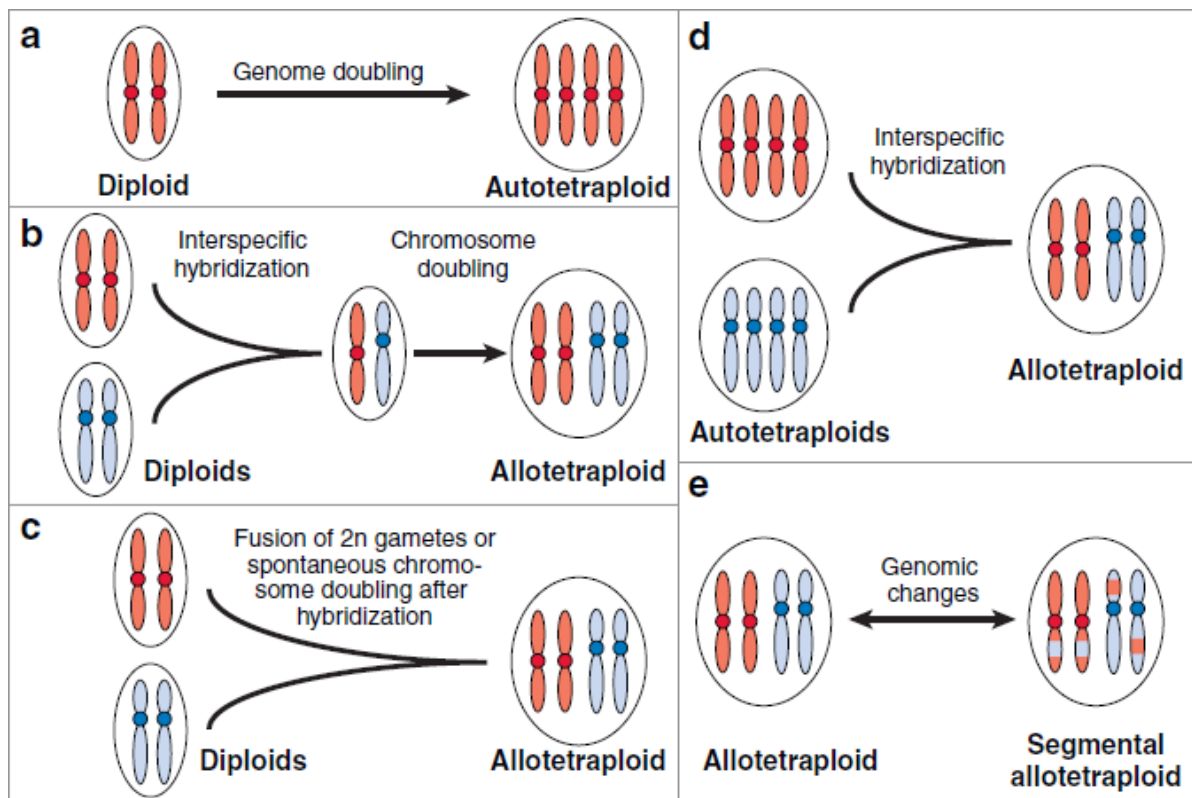 a
Genome doubling
Diploid
Autotetraploid
b
Interspecific
hybridization
Chromosome
doubling
Diploids
Allotetraploid
c
Fusion of 2n gametes or
spontaneous chromo-
some doubling after
hybridization
Diploids
Allotetraploid
d
Interspecific
hybridization
Allotetraploid
Autotetraploids
e
Genomic
changes
Allotetraploid
Segmental
allotetraploid